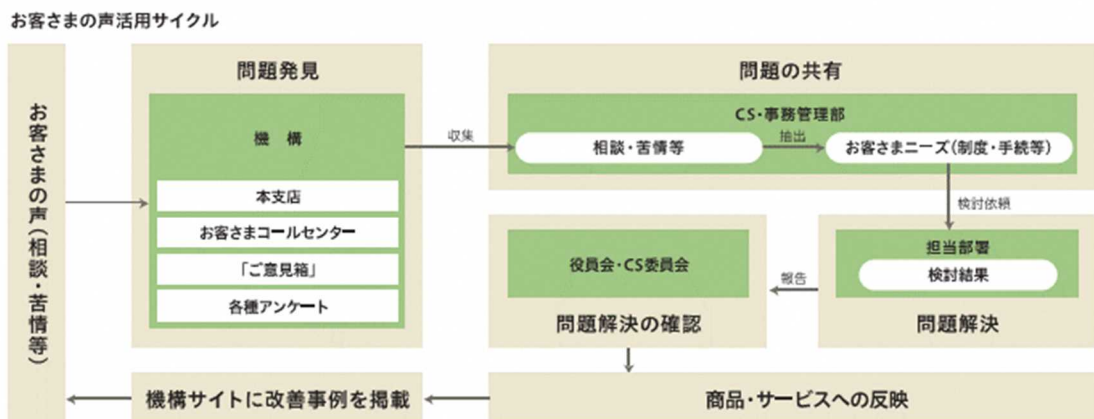 お客さまの声活用サイクル
お客さまの声(相談・苦情等)
問題発見
機構
本支店
お客さまコールセンター
「ご意見箱」
各種アンケート
収集
問題の共有
CS・事務管理部
相談・苦情等
抽出
お客さまニーズ(制度・手続等)
検討依頼
担当部署
検討結果
問題解決
報告
役員会・CS委員会
問題解決の確認
商品・サービスへの反映
機構サイトに改善事例を掲載